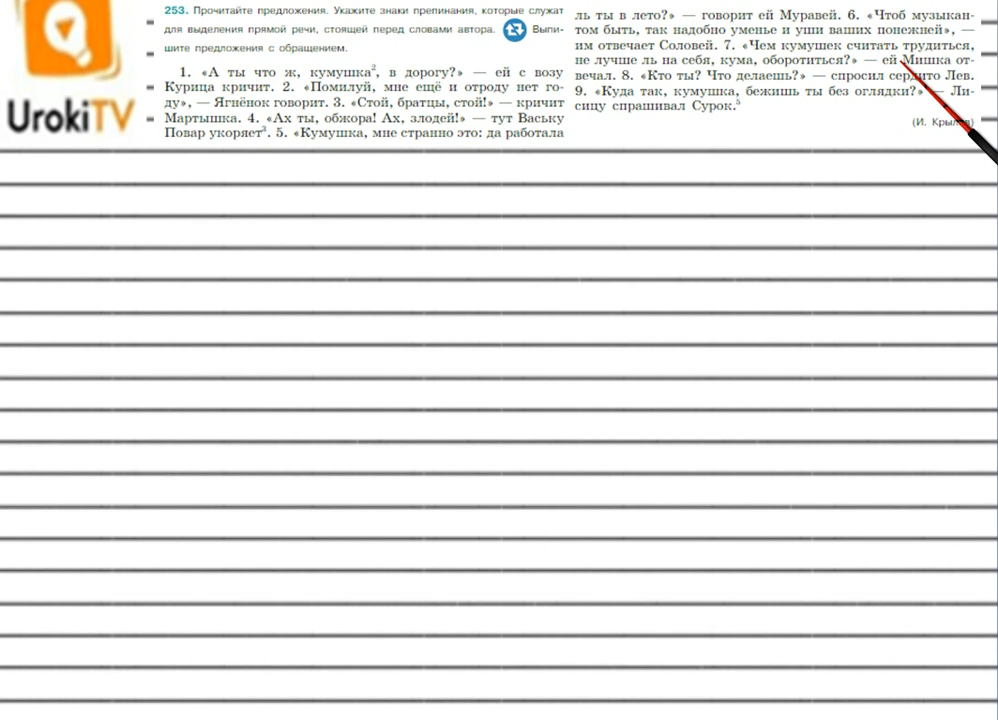 UrokiTV
253. Прочитайте предложения. Укажите знаки препинания, которые служат
для выделения прямой речи, стоящей перед словами автора. Выпи-
шите предложения с обращением.
1. «А ты что ж, кумушка², в дорогу?» — ей с возу
Курица кричит. 2. «Помилуй, мне ещё и отроду нет го-
ду», — Ягнёнок говорит. 3. «Стой, братцы, стой!» — кричит
Мартышка. 4. «Ах ты, обжора! Ах, злодей!» — тут Ваську
Повар укоряет³. 5. «Кумушка, мне странно это: да работала
ль ты в лето?» — говорит ей Муравей. 6. «Чтоб музыкан-
том быть, так надобно уменье и уши ваших понежней», —
им отвечает Соловей. 7. «Чем кумушек считать трудиться,
не лучше ль на себя, кума, оборотиться?» — ей Мишка от-
вечал. 8. «Кто ты? Что делаешь?» — спросил сердито Лев.
9. «Куда так, кумушка, бежишь ты без оглядки?» — Ли-
сицу спрашивал Сурок.⁵
(И. Крылов)